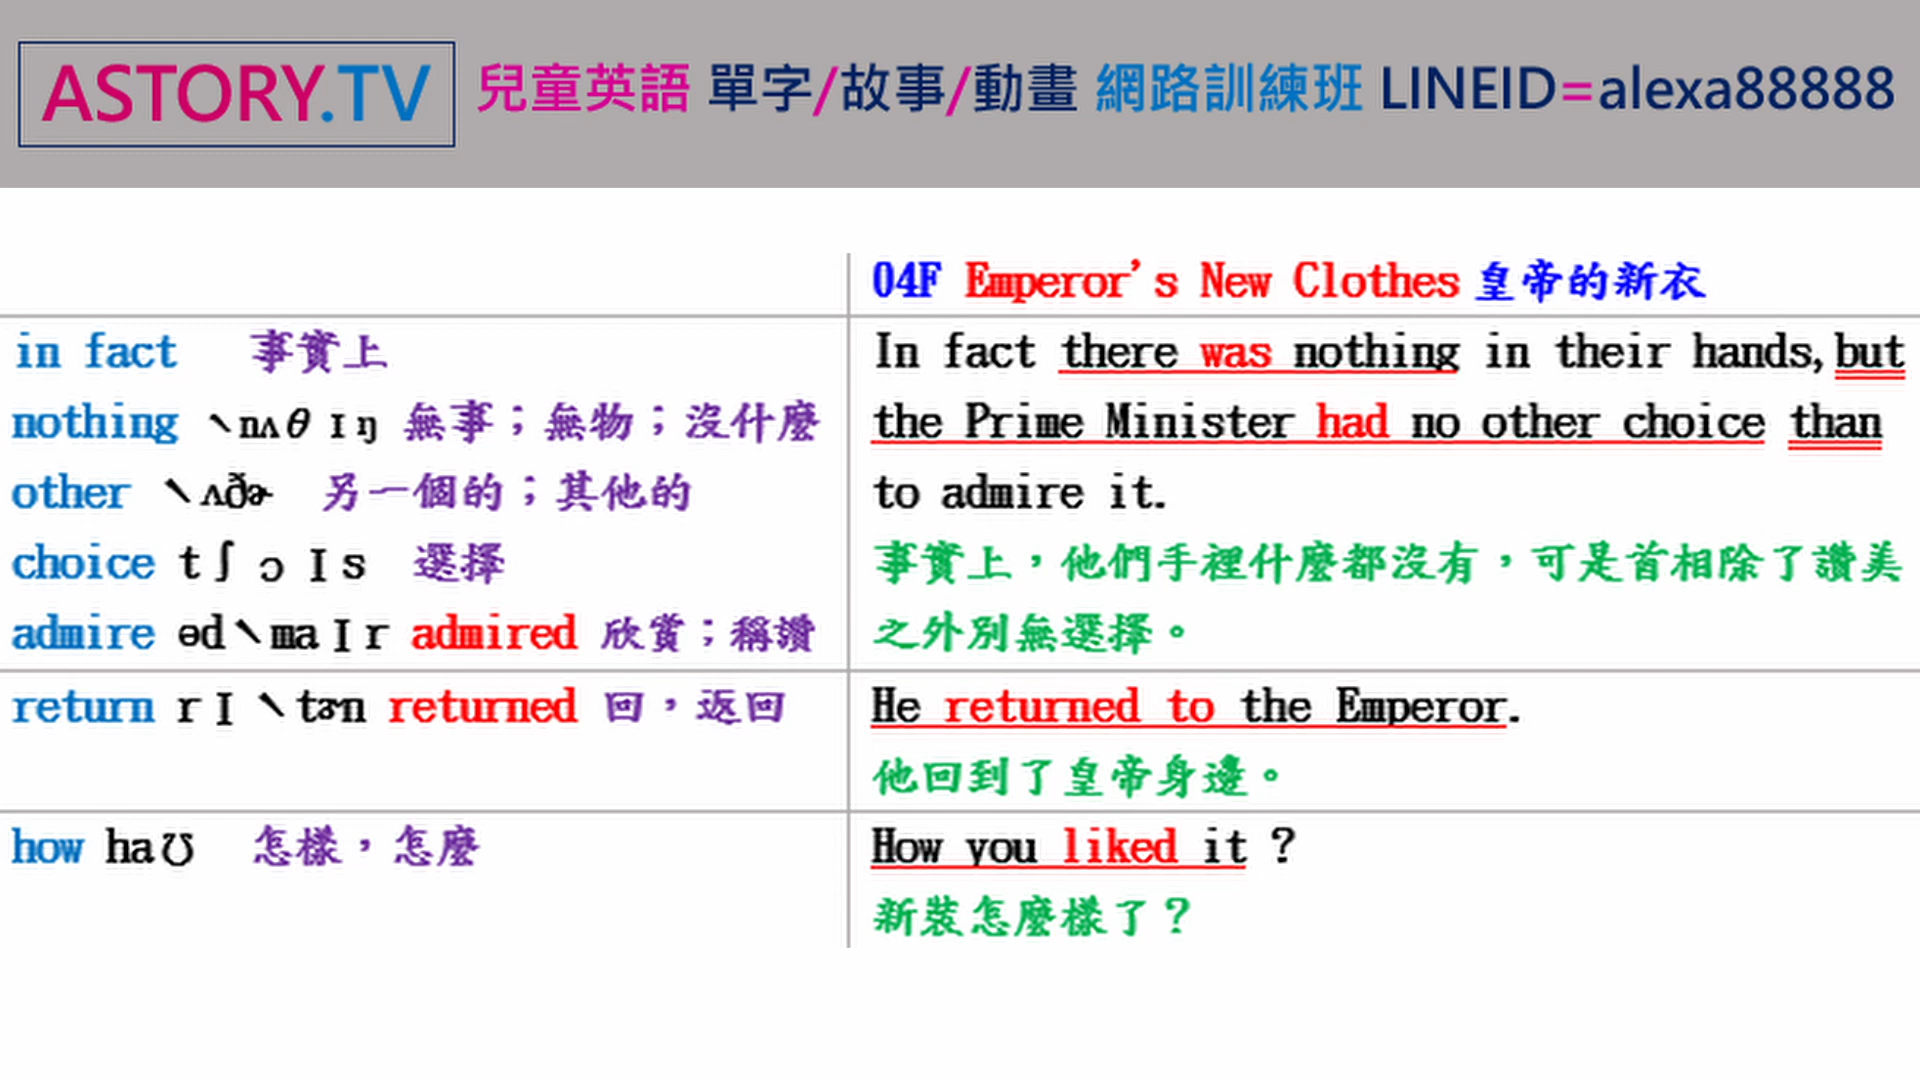 ASTORY.TV 兒童英語 單字/故事/動畫 網路訓練班 LINEID=alexa88888
04F Emperor's New Clothes 皇帝的新衣
in fact 事實上
nothing ˋnʌθɪŋ 無事；無物；沒什麼
other ˋʌðɚ 另一個的；其他的
choice tʃɔɪs 選擇
admire ədˋmaɪr admired 欣賞；稱讚
In fact there was nothing in their hands, but
the Prime Minister had no other choice than
to admire it.
事實上，他們手裡什麼都沒有，可是首相除了讚美
之外別無選擇。
return rɪˋtɝn returned 回，返回
He returned to the Emperor.
他回到了皇帝身邊。
how haʊ 怎樣，怎麼
How you liked it ?
新裝怎麼樣了？